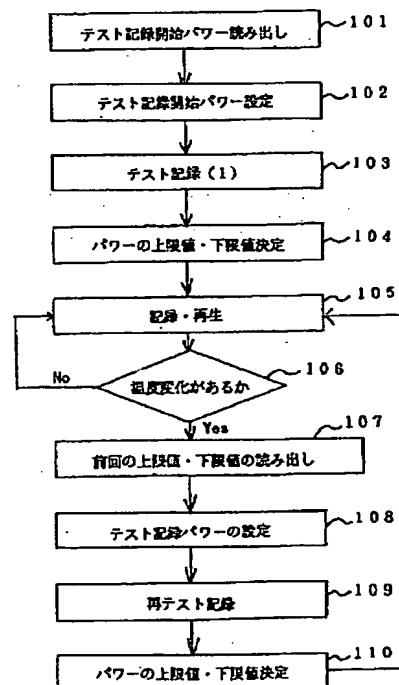 テスト記録開始パワー読み出し
101
テスト記録開始パワー設定
102
テスト記録(1)
103
パワーの上限値・下限値決定
104
記録・再生
105
温度変化があるか
106
No
Yes
107
前回の上限値・下限値の読み出し
テスト記録パワーの設定
108
再テスト記録
109
パワーの上限値・下限値決定
110